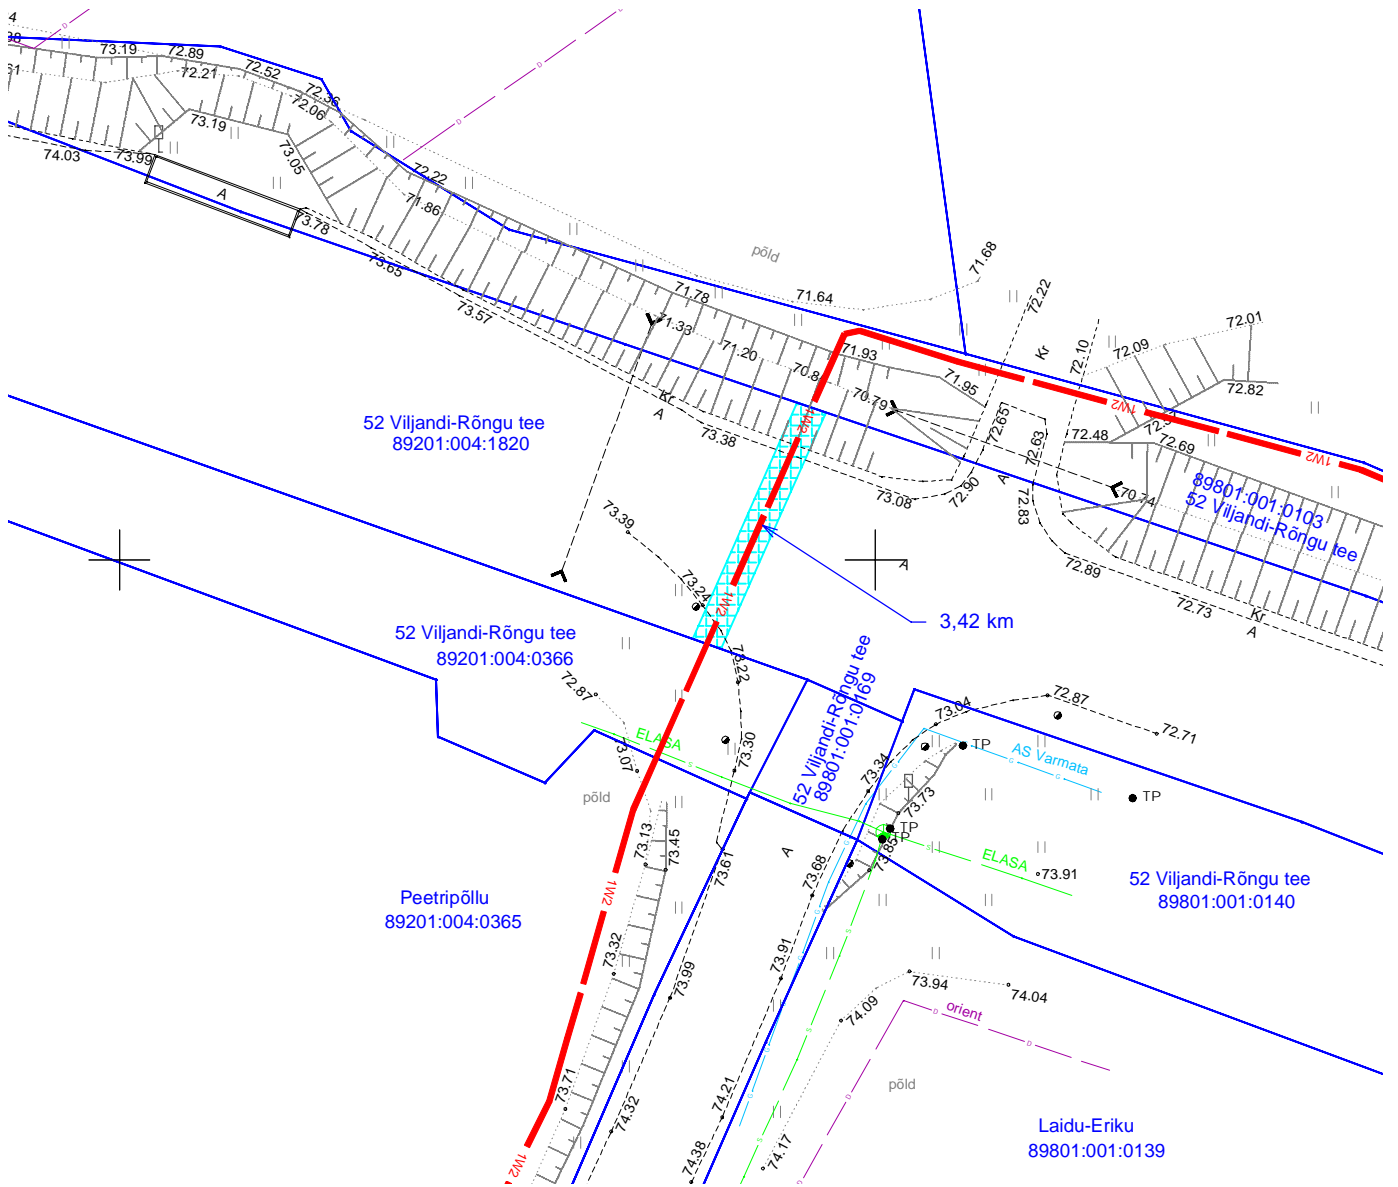 73.19
72.89
72.52
72.21
72.36
72.06
73.19
73.05
74.03
73.99
A
73.78
73.65
73.57
72.22
71.86
põld
71.68
71.64
71.78
71.33
71.20
72.22
Kr
72.10
72.09
72.01
72.82
71.93
71.95
70.79
1W2
72.48
72.69
1W2
Kr
A
73.38
1W2
72.65
72.63
A
73.08
72.90
72.83
70.74
52 Viljandi-Rõngu tee
89201:004:1820
89801:001:0103
52 Viljandi-Rõngu tee
73.39
A
72.89
72.73
Kr
A
73.24
1W2
3,42 km
52 Viljandi-Rõngu tee
89201:004:0366
73.22
72.87
52 Viljandi-Rõngu tee
89801:001:0169
73.04
72.87
72.71
ELASA
73.30
TP
AS Varmata
73.34
TP
3.07
põld
73.73
TP
TP
73.13
73.45
73.61
A
73.85
73.68
ELASA
73.91
Peetripõllu
89201:004:0365
1W2
52 Viljandi-Rõngu tee
89801:001:0140
73.32
73.99
73.91
73.94
74.04
74.09
orient
põld
73.71
74.32
74.21
Laidu-Eriku
89801:001:0139
1W2
74.38
74.17